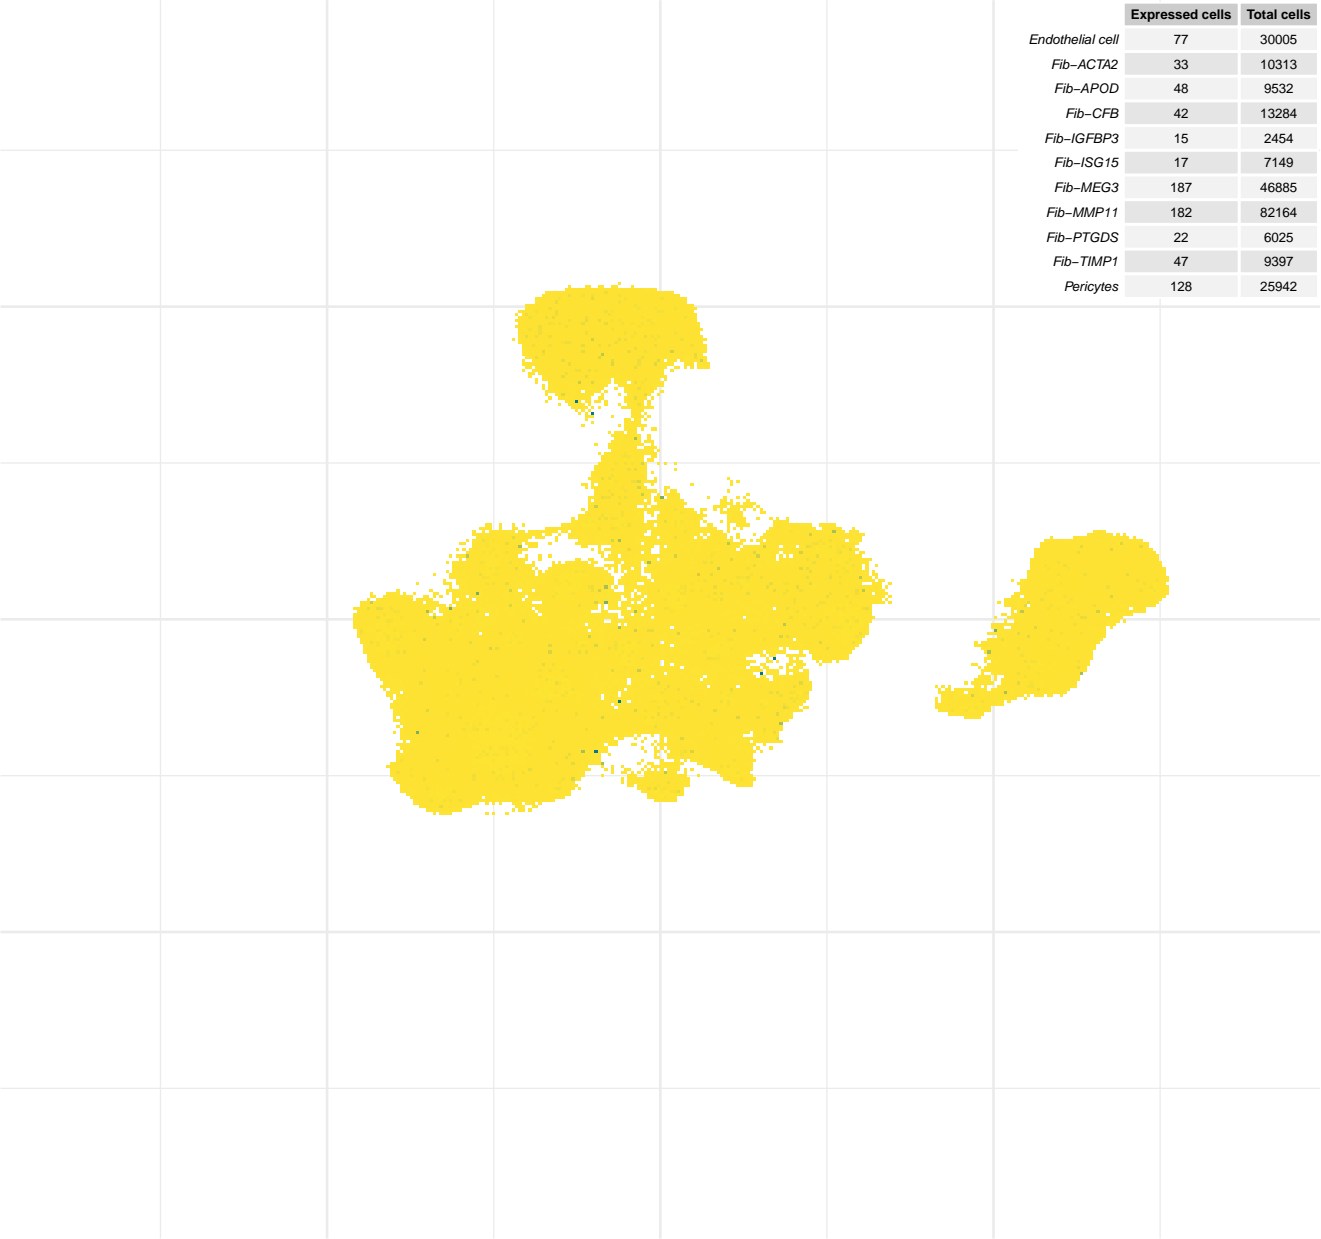 Expressed cells Total cells
Endothelial cell 77 30005
Fib−ACTA2 33 10313
Fib−APOD 48 9532
Fib−CFB 42 13284
Fib−IGFBP3 15 2454
Fib−ISG15 17 7149
Fib−MEG3 187 46885
Fib−MMP11 182 82164
Fib−PTGDS 22 6025
Fib−TIMP1 47 9397
Pericytes 128 25942